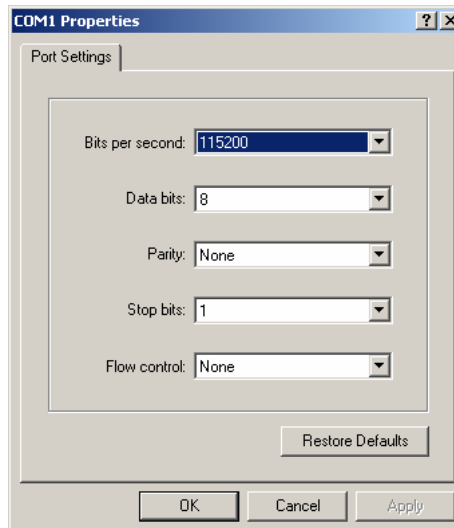 COM1 Properties
Port Settings
Bits per second: 115200
Data bits: 8
Parity: None
Stop bits: 1
Flow control: None
Restore Defaults
OK Cancel Apply